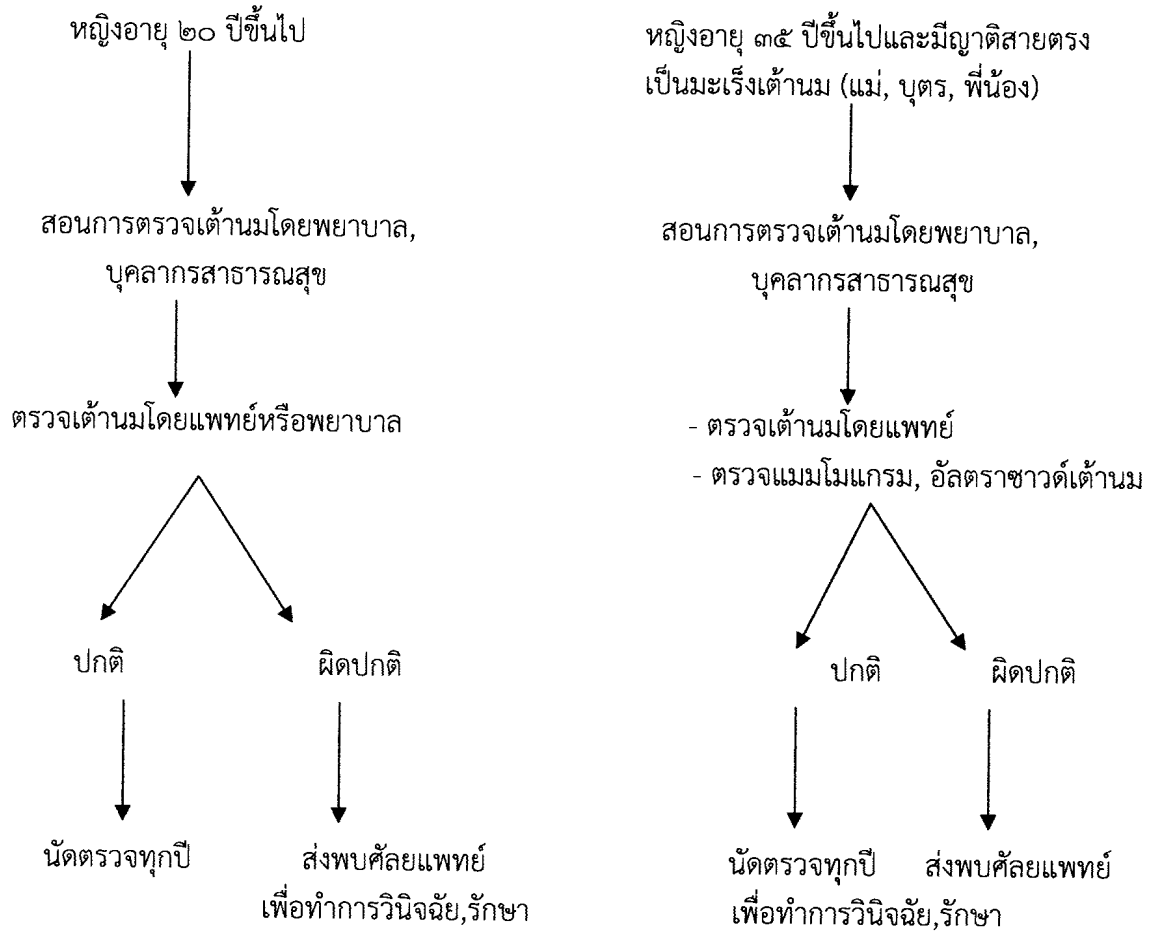 หญิงอายุ ๒๐ ปีขึ้นไป
สอนการตรวจเต้านมโดยพยาบาล,
บุคลากรสาธารณสุข
ตรวจเต้านมโดยแพทย์หรือพยาบาล
ปกติ
ผิดปกติ
นัดตรวจทุกปี
ส่งพบศัลยแพทย์
เพื่อทำการวินิจฉัย,รักษา
หญิงอายุ ๓๕ ปีขึ้นไปและมีญาติสายตรง
เป็นมะเร็งเต้านม (แม่, บุตร, พี่น้อง)
สอนการตรวจเต้านมโดยพยาบาล,
บุคลากรสาธารณสุข
- ตรวจเต้านมโดยแพทย์
- ตรวจแมมโมแกรม, อัลตราซาวด์เต้านม
ปกติ
ผิดปกติ
นัดตรวจทุกปี
ส่งพบศัลยแพทย์
เพื่อทำการวินิจฉัย,รักษา